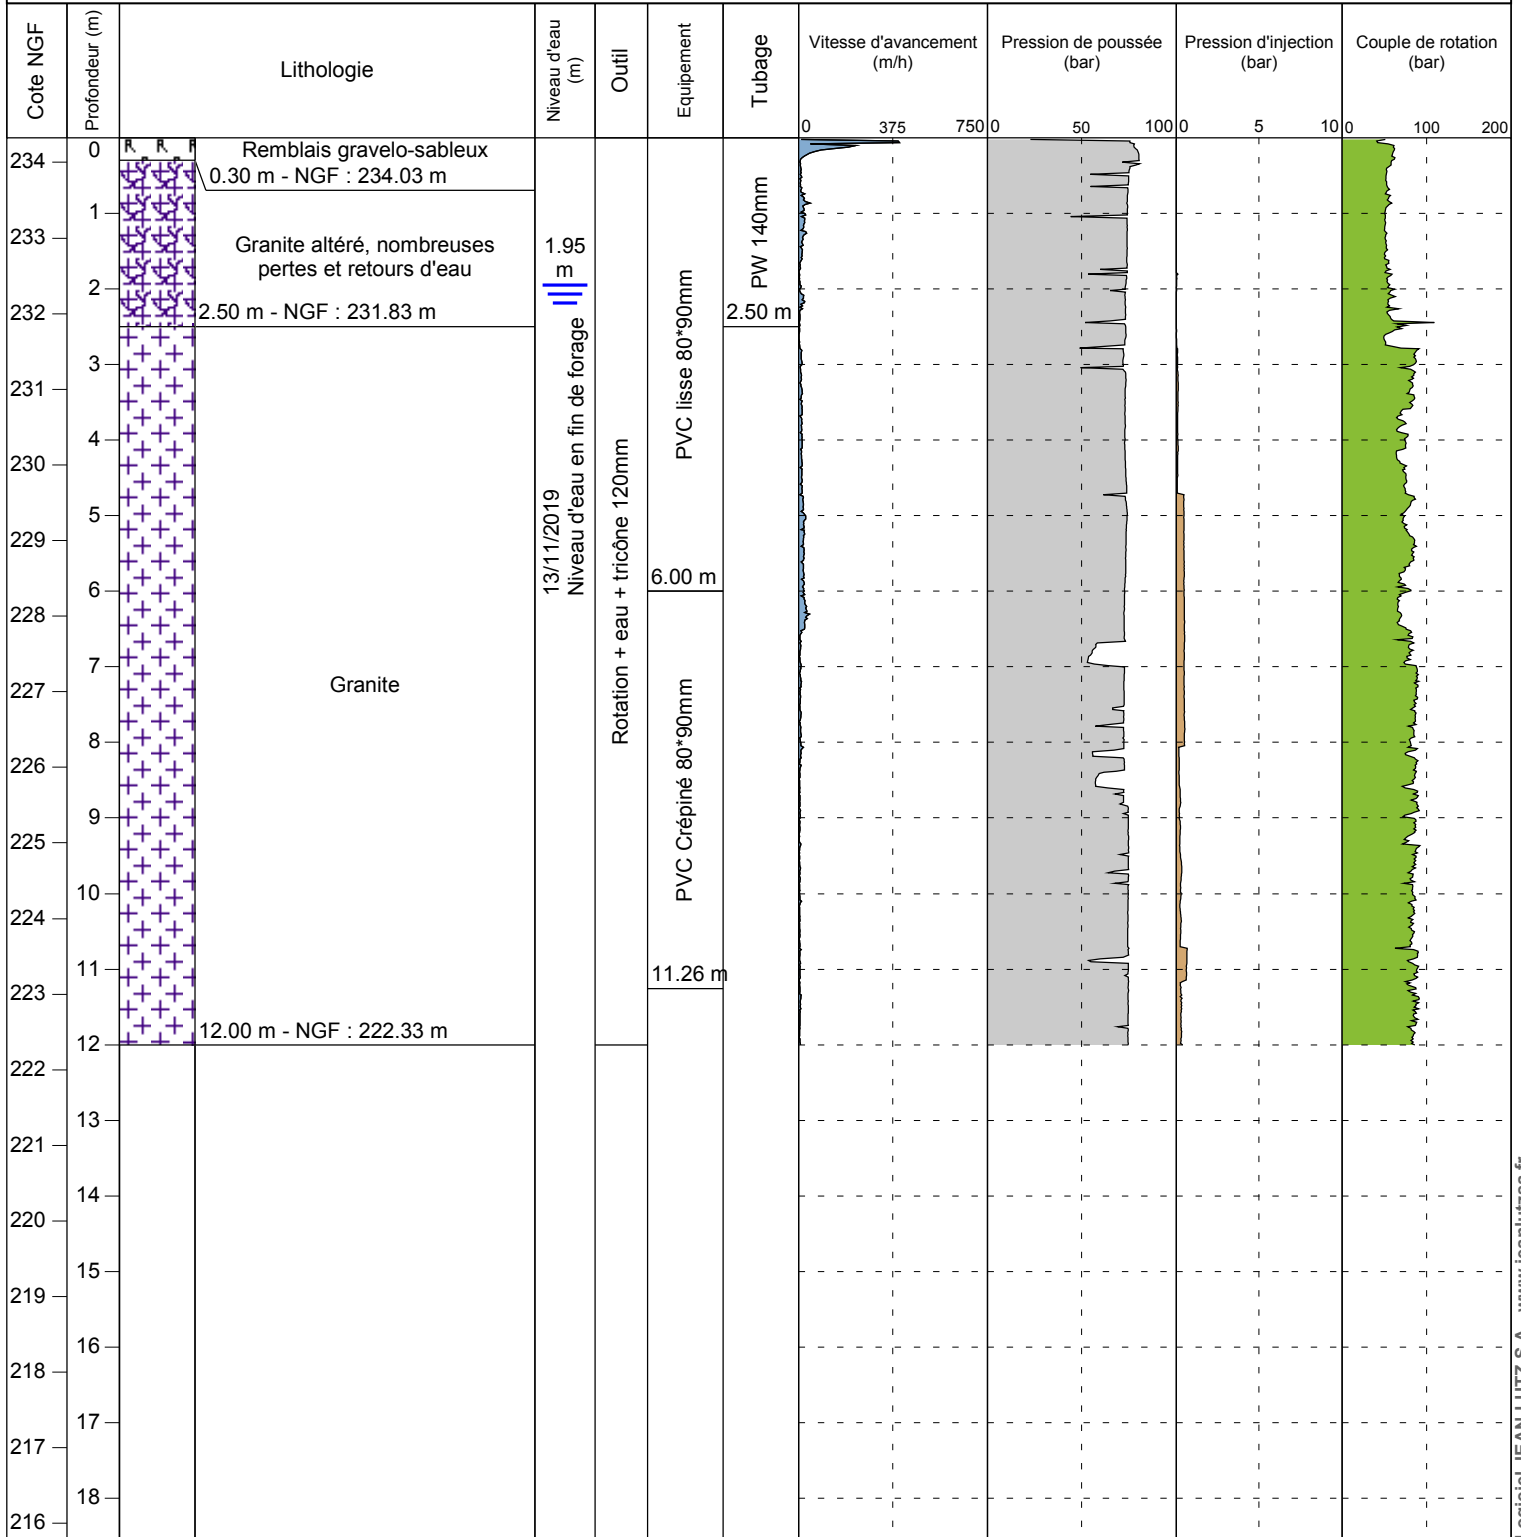 Cote NGF
Profondeur (m)
Lithologie
Niveau d'eau
(m)
Outil
Equipement
Tubage
Vitesse d'avancement
(m/h)
Pression de poussée
(bar)
Pression d'injection
(bar)
Couple de rotation
(bar)
0 375 750
0 50 100
0 5 10
0 100 200
234
233
232
231
230
229
228
227
226
225
224
223
222
221
220
219
218
217
216
0
1
2
3
4
5
6
7
8
9
10
11
12
13
14
15
16
17
18
R R R
Remblais gravelo-sableux
0.30 m - NGF : 234.03 m
Granite altéré, nombreuses
pertes et retours d'eau
2.50 m - NGF : 231.83 m
Granite
12.00 m - NGF : 222.33 m
1.95
m
13/11/2019
Niveau d'eau en fin de forage
Rotation + eau + tricône 120mm
PVC lisse 80*90mm
6.00 m
PVC Crépiné 80*90mm
11.26 m
PW 140mm
2.50 m
Logiciel JEAN LUTZ S.A - www.jeanlutzsa.fr